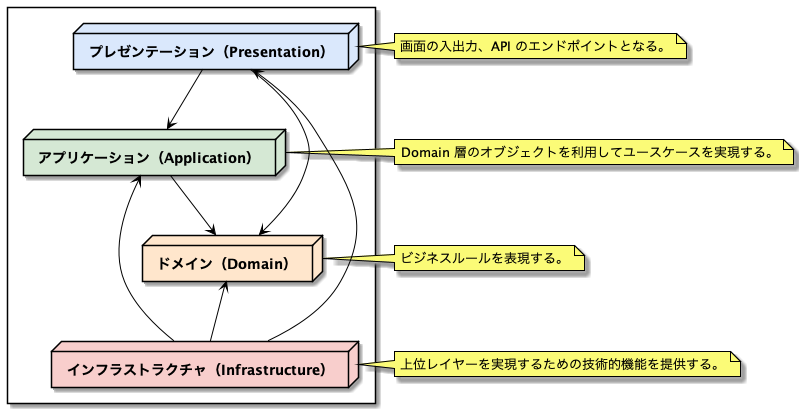 プレゼンテーション（Presentation）
画面の入出力、API のエンドポイントとなる。
アプリケーション（Application）
Domain 層のオブジェクトを利用してユースケースを実現する。
ドメイン（Domain）
ビジネスルールを表現する。
インフラストラクチャ（Infrastructure）
上位レイヤーを実現するための技術的機能を提供する。